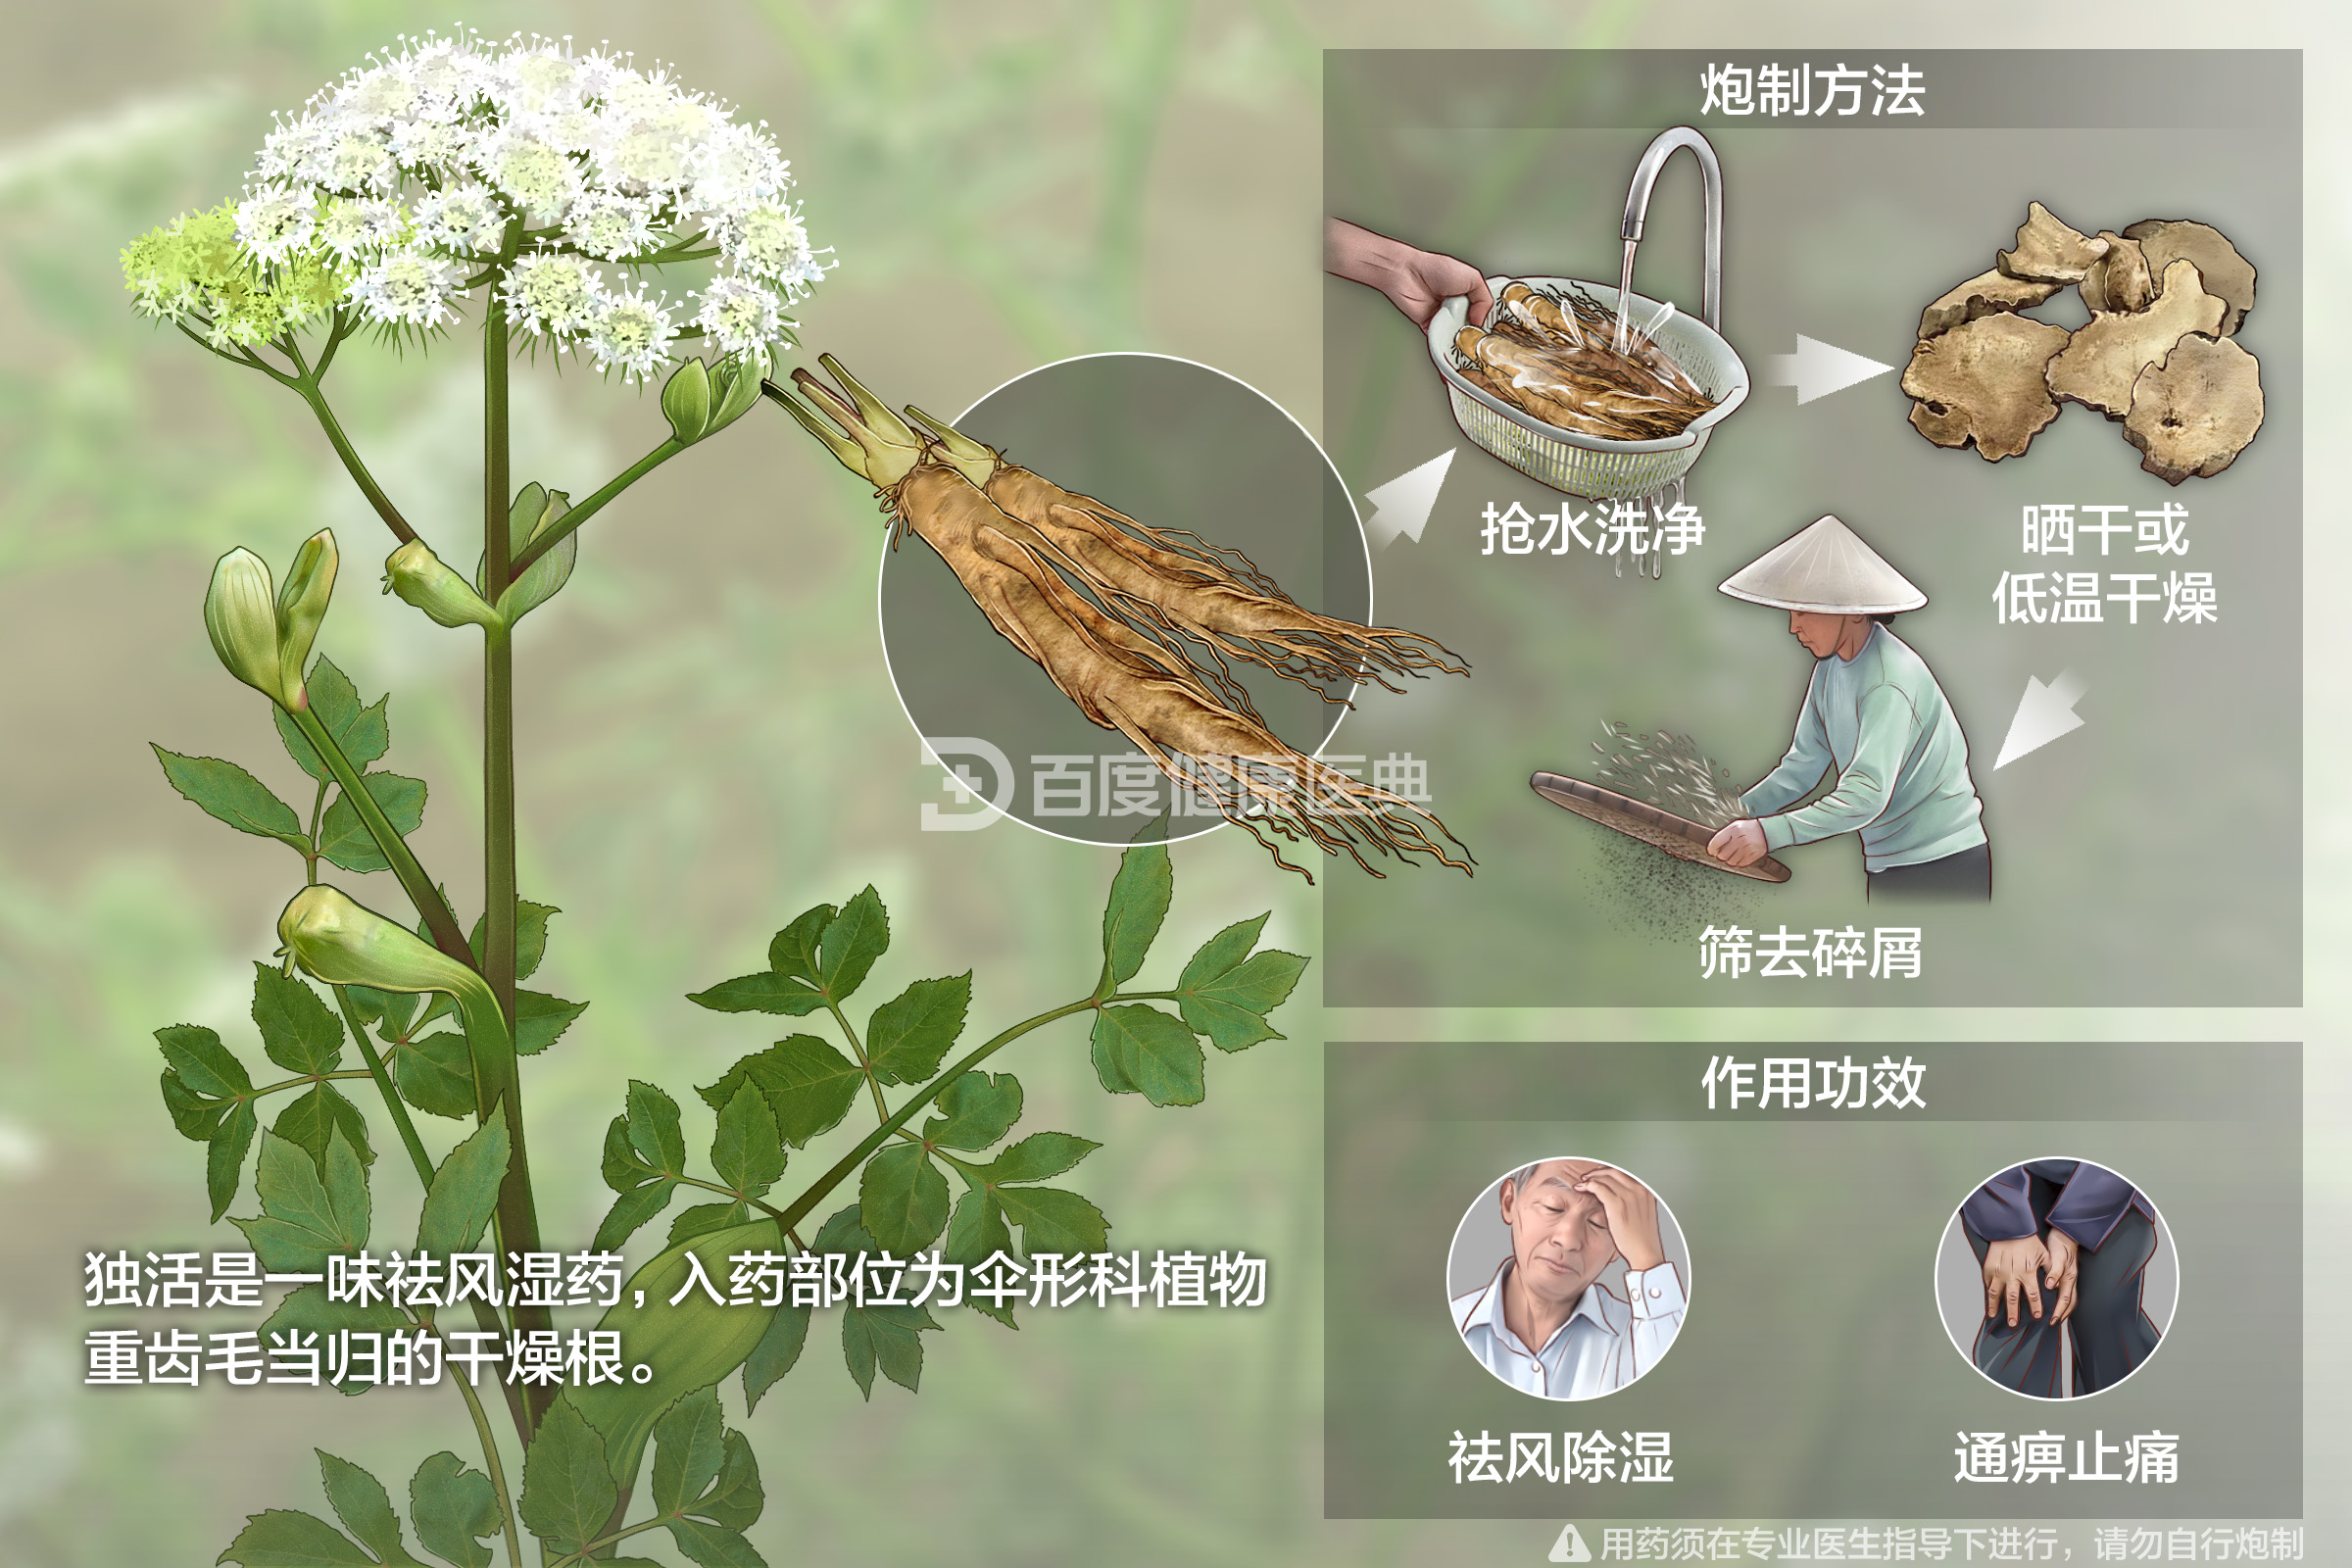 炮制方法
抢水洗净
晒干或
低温干燥
筛去碎屑
百度健康医典
独活是一味祛风湿药，入药部位为伞形科植物
重齿毛当归的干燥根。
作用功效
祛风除湿
通痹止痛
用药须在专业医生指导下进行，请勿自行炮制